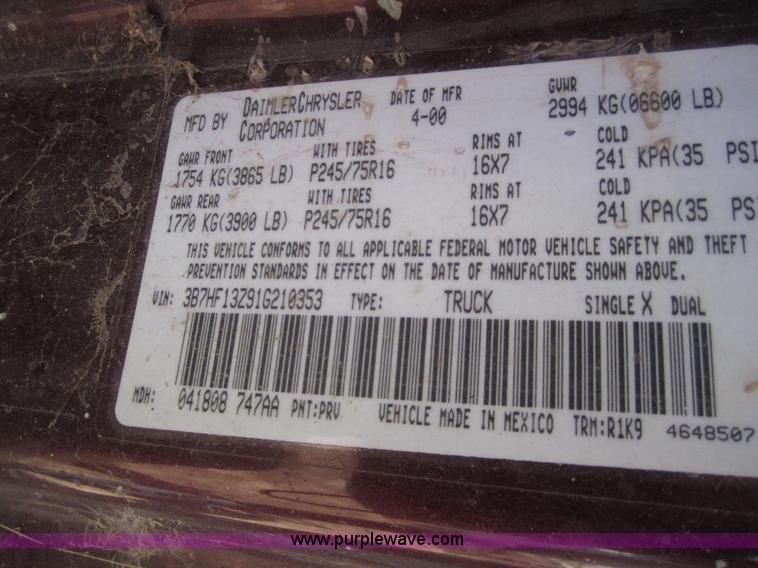 MFD BY DAIMLERCHRYSLER CORPORATION DATE OF MFR 4-00 GVWR 2994 KG(06600 LB)
GAWR FRONT WITH TIRES RIMS AT COLD
1754 KG(3865 LB) P245/75R16 16X7 241 KPA(35 PSI
GAWR REAR WITH TIRES RIMS AT COLD
1770 KG(3900 LB) P245/75R16 16X7 241 KPA(35 PSI
THIS VEHICLE CONFORMS TO ALL APPLICABLE FEDERAL MOTOR VEHICLE SAFETY AND THEFT
PREVENTION STANDARDS IN EFFECT ON THE DATE OF MANUFACTURE SHOWN ABOVE.
VIN: 3B7HF13Z91G210353 TYPE: TRUCK SINGLE X DUAL
MDH: 041808 747AA PNT:PRV VEHICLE MADE IN MEXICO TRM:R1K9 4648507
www.purplewave.com